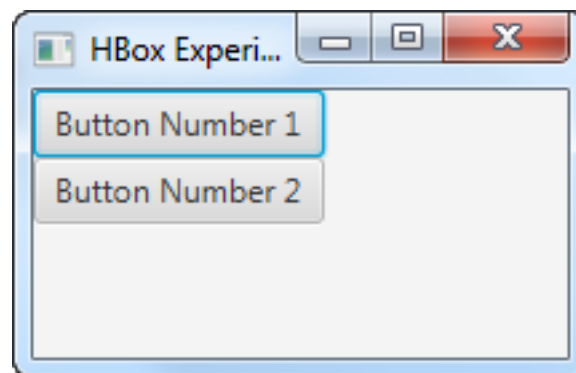 HBox Experi...
Button Number 1
Button Number 2